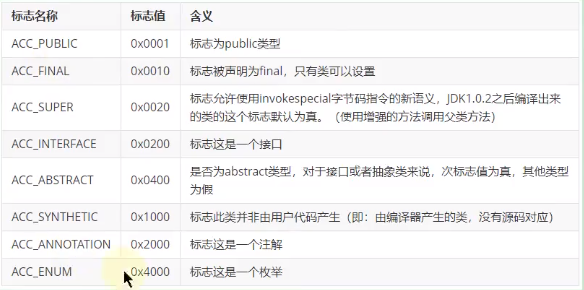 标志名称 标志值 含义
ACC_PUBLIC 0x0001 标志为public类型
ACC_FINAL 0x0010 标志被声明为final，只有类可以设置
ACC_SUPER 0x0020 标志允许使用invokespecial字节码指令的新语义，JDK1.0.2之后编译出来
的类的这个标志默认为真。（使用增强的方法调用父类方法）
ACC_INTERFACE 0x0200 标志这是一个接口
ACC_ABSTRACT 0x0400 是否为abstract类型，对于接口或者抽象类来说，次标志值为真，其他类型
为假
ACC_SYNTHETIC 0x1000 标志此类并非由用户代码产生（即：由编译器产生的类，没有源码对应）
ACC_ANNOTATION 0x2000 标志这是一个注解
ACC_ENUM 0x4000 标志这是一个枚举